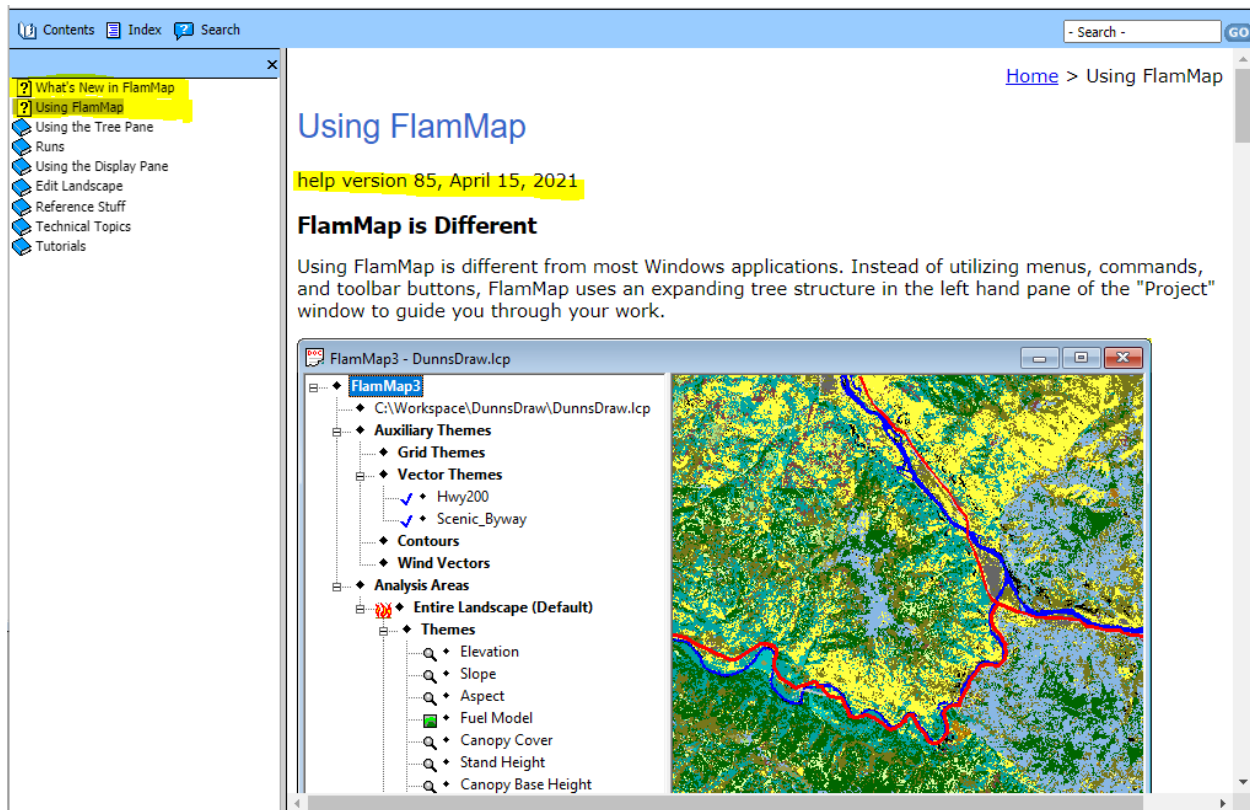 Contents Index Search
- Search -
GO
×
What's New in FlamMap
Using FlamMap
Using the Tree Pane
Runs
Using the Display Pane
Edit Landscape
Reference Stuff
Technical Topics
Tutorials
Home > Using FlamMap
Using FlamMap
help version 85, April 15, 2021
FlamMap is Different
Using FlamMap is different from most Windows applications. Instead of utilizing menus, commands,
and toolbar buttons, FlamMap uses an expanding tree structure in the left hand pane of the "Project"
window to guide you through your work.
DOC
FlamMap3 - DunnsDraw.lcp
FlamMap3
C:\Workspace\DunnsDraw\DunnsDraw.lcp
Auxiliary Themes
Grid Themes
Vector Themes
Hwy200
Scenic_Byway
Contours
Wind Vectors
Analysis Areas
Entire Landscape (Default)
Themes
Elevation
Slope
Aspect
Fuel Model
Canopy Cover
Stand Height
Canopy Base Height